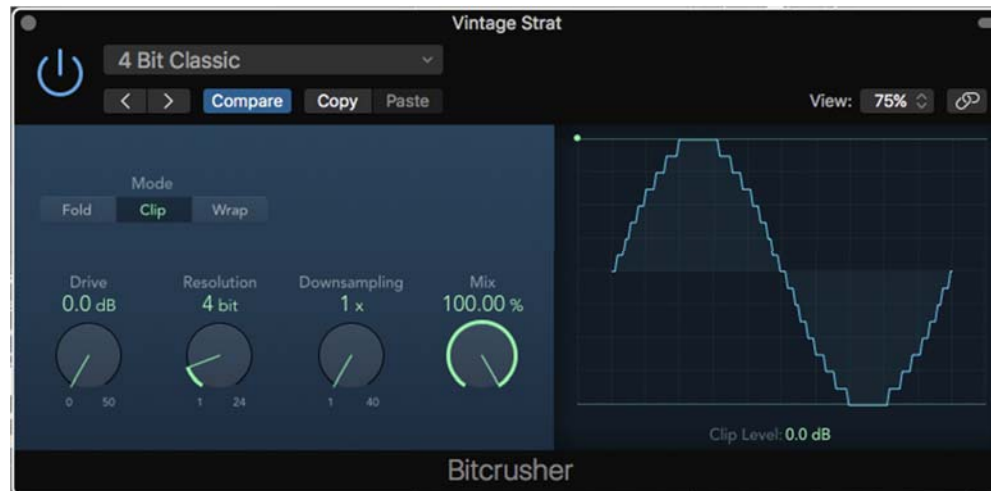 Vintage Strat
4 Bit Classic
Compare Copy Paste
View: 75%
Mode
Fold Clip Wrap
Drive Resolution Downsampling Mix
0.0 dB 4 bit 1 x 100.00 %
0 50 1 24 1 40
Clip Level: 0.0 dB
Bitcrusher